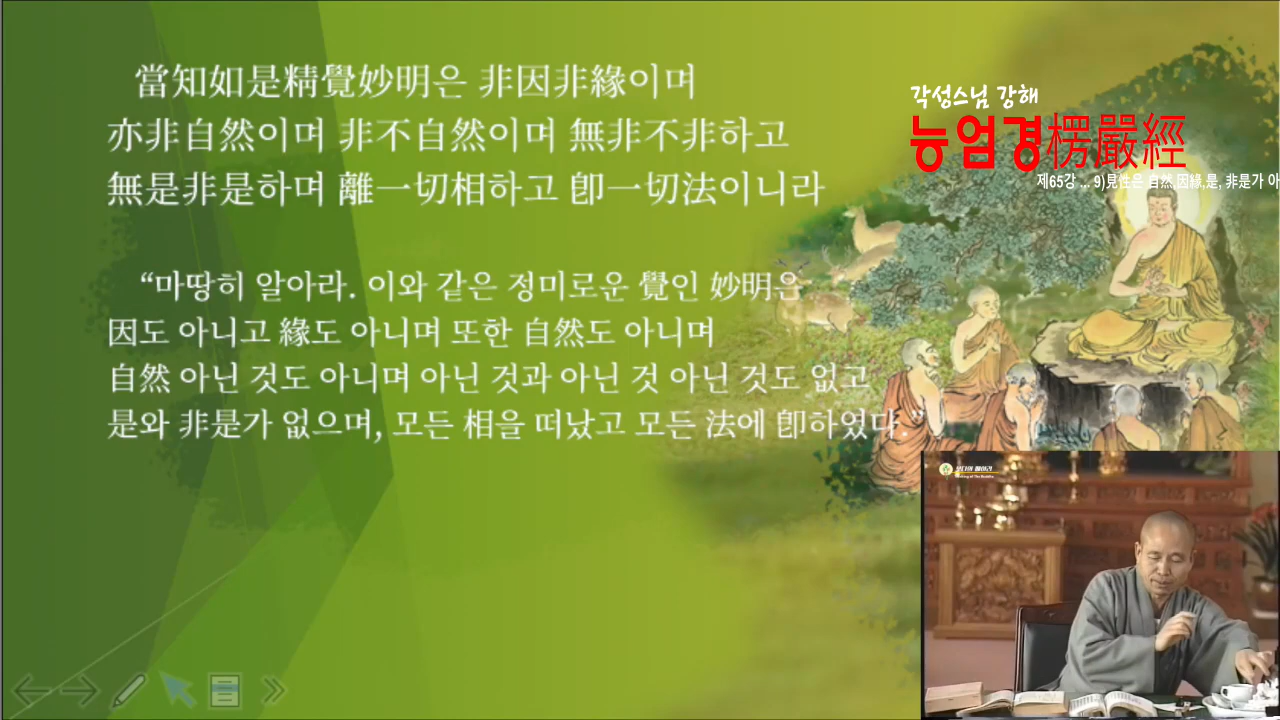 當知如是精覺妙明은 非因非緣이며
亦非自然이며 非不自然이며 無非不非하고
無是非是하며 離一切相하고 卽一切法이니라
“마땅히 알아라. 이와 같은 정미로운 覺인 妙明은
因도 아니고 緣도 아니며 또한 自然도 아니며
自然 아닌 것도 아니며 아닌 것과 아닌 것 아닌 것도 없고
是와 非是가 없으며, 모든 相을 떠났고 모든 法에 卽하였다.”
각성스님 강해
능엄경楞嚴經
제65강 ... 9)見性은 自然,因緣,是, 非是가 아